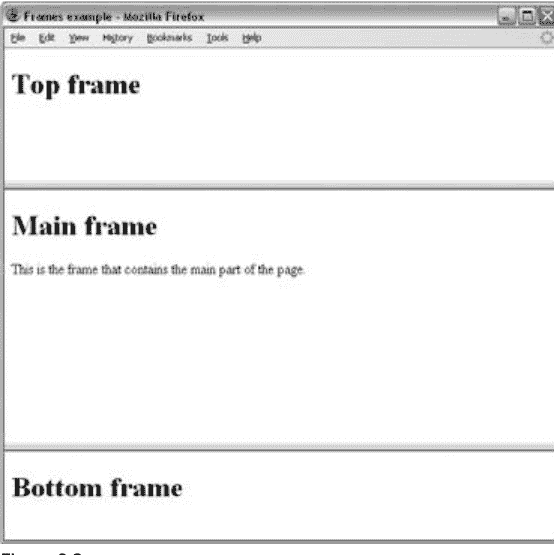 Frames example - Mozilla Firefox
File Edit View History Bookmarks Tools Help
Top frame
Main frame
This is the frame that contains the main part of the page.
Bottom frame